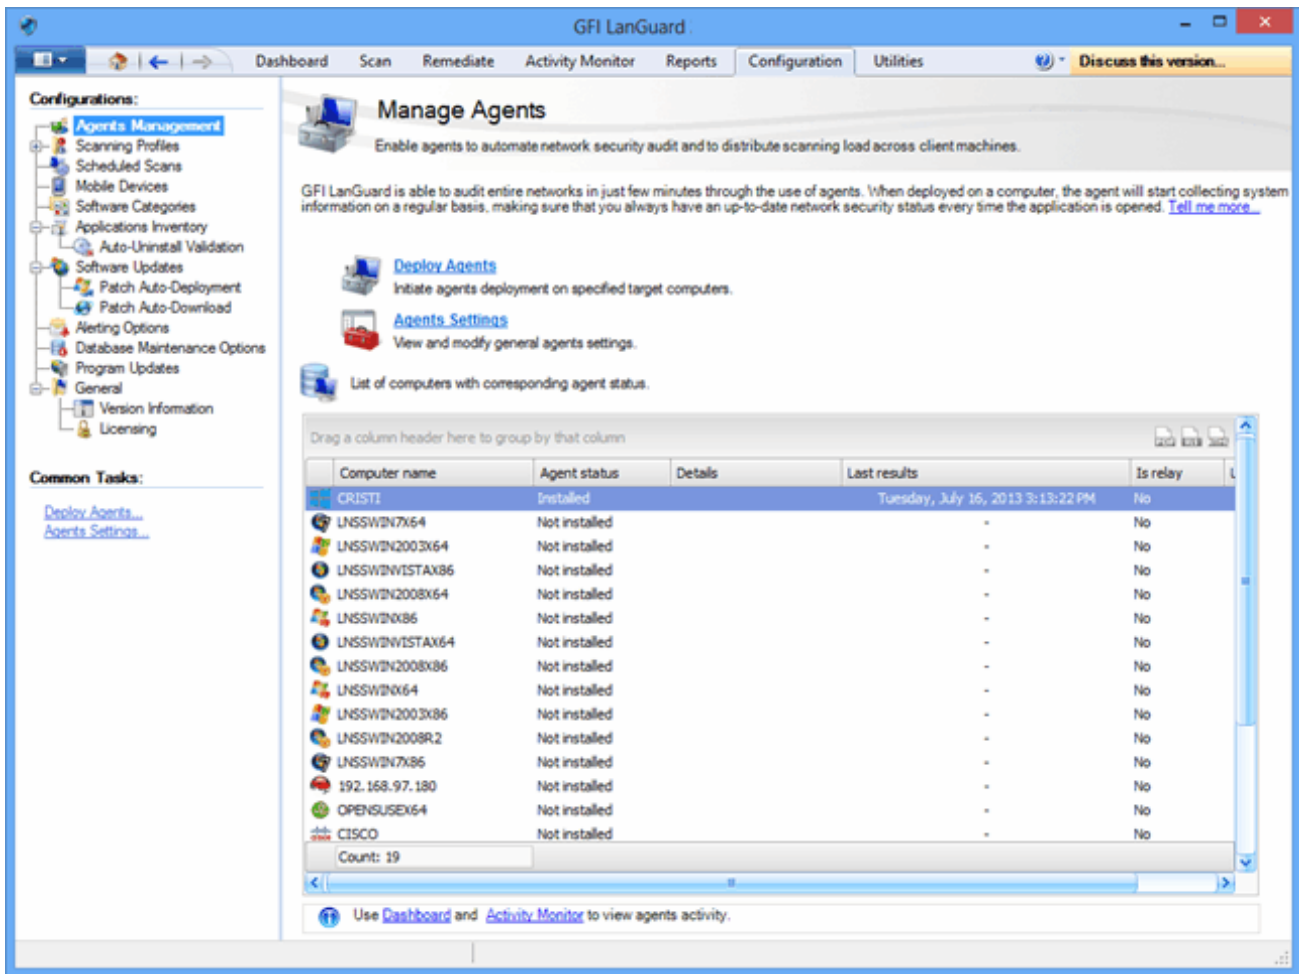 GFI LanGuard
Dashboard Scan Remediate Activity Monitor Reports Configuration Utilities Discuss this version...
Configurations:
Agents Management
Scanning Profiles
Scheduled Scans
Mobile Devices
Software Categories
Applications Inventory
Auto-Uninstall Validation
Software Updates
Patch Auto-Deployment
Patch Auto-Download
Alerting Options
Database Maintenance Options
Program Updates
General
Version Information
Licensing
Common Tasks:
Deploy Agents...
Agents Settings...
Manage Agents
Enable agents to automate network security audit and to distribute scanning load across client machines.
GFI LanGuard is able to audit entire networks in just few minutes through the use of agents. When deployed on a computer, the agent will start collecting system
information on a regular basis, making sure that you always have an up-to-date network security status every time the application is opened. Tell me more...
Deploy Agents
Initiate agents deployment on specified target computers.
Agents Settings
View and modify general agents settings.
List of computers with corresponding agent status.
Drag a column header here to group by that column
Computer name Agent status Details Last results Is relay
CRISTI Installed Tuesday, July 16, 2013 3:13:22 PM No
LNSSWIN7X64 Not installed - No
LNSSWIN2003X64 Not installed - No
LNSSWINVISTAX86 Not installed - No
LNSSWIN2008X64 Not installed - No
LNSSWINX86 Not installed - No
LNSSWINVISTAX64 Not installed - No
LNSSWIN2008X86 Not installed - No
LNSSWINX64 Not installed - No
LNSSWIN2003X86 Not installed - No
LNSSWIN2008R2 Not installed - No
LNSSWIN7X86 Not installed - No
192.168.97.180 Not installed - No
OPENSUSEX64 Not installed - No
CISCO Not installed - No
Count: 19
Use Dashboard and Activity Monitor to view agents activity.